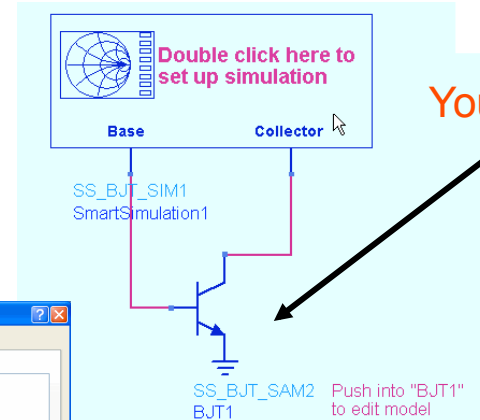 Double click here to
set up simulation
Base
Collector
SS_BJT_SIM1
SmartSimulation1
SS_BJT_SAM2
BJT1
Push into "BJT1"
to edit model